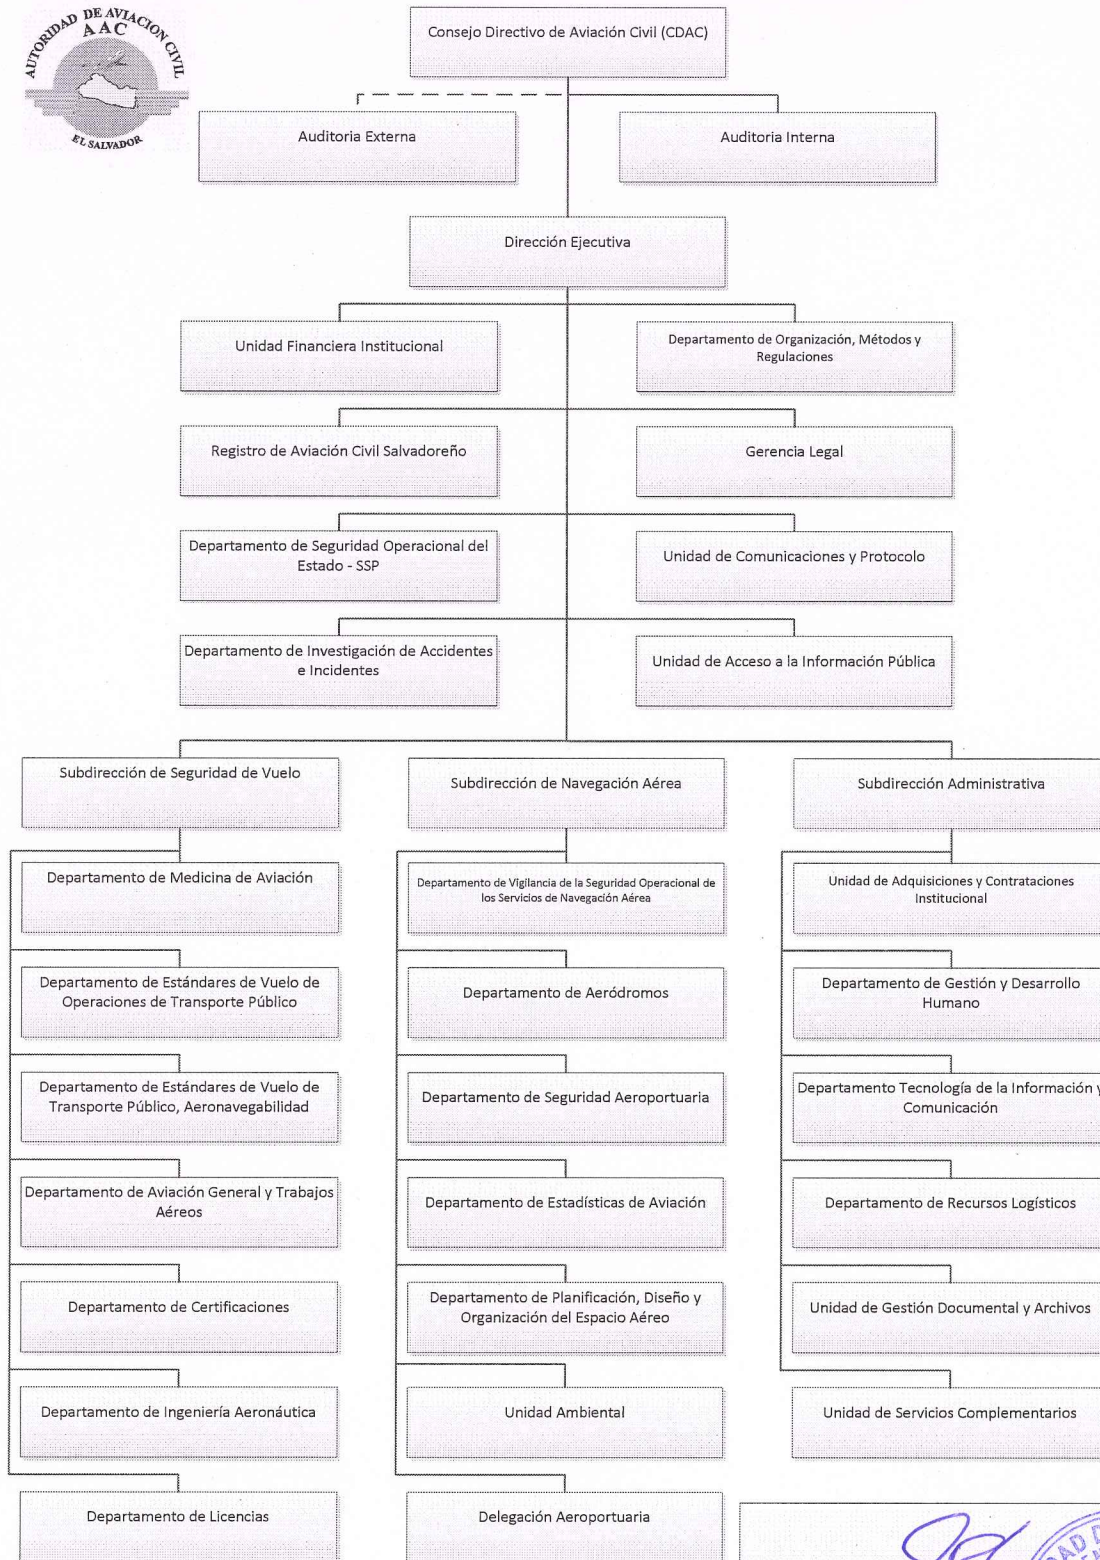 AUTORIDAD DE AVIACION CIVIL
AAC
EL SALVADOR
Consejo Directivo de Aviación Civil (CDAC)
Auditoria Externa
Auditoria Interna
Dirección Ejecutiva
Unidad Financiera Institucional
Departamento de Organización, Métodos y
Regulaciones
Registro de Aviación Civil Salvadoreño
Gerencia Legal
Departamento de Seguridad Operacional del
Estado - SSP
Unidad de Comunicaciones y Protocolo
Departamento de Investigación de Accidentes
e Incidentes
Unidad de Acceso a la Información Pública
Subdirección de Seguridad de Vuelo
Departamento de Medicina de Aviación
Departamento de Estándares de Vuelo de
Operaciones de Transporte Público
Departamento de Estándares de Vuelo de
Transporte Público, Aeronavegabilidad
Departamento de Aviación General y Trabajos
Aéreos
Departamento de Certificaciones
Departamento de Ingeniería Aeronáutica
Departamento de Licencias
Subdirección de Navegación Aérea
Departamento de Vigilancia de la Seguridad Operacional de
los Servicios de Navegación Aérea
Departamento de Aeródromos
Departamento de Seguridad Aeroportuaria
Departamento de Estadísticas de Aviación
Departamento de Planificación, Diseño y
Organización del Espacio Aéreo
Unidad Ambiental
Delegación Aeroportuaria
Subdirección Administrativa
Unidad de Adquisiciones y Contrataciones
Institucional
Departamento de Gestión y Desarrollo
Humano
Departamento Tecnología de la Información y
Comunicación
Departamento de Recursos Logísticos
Unidad de Gestión Documental y Archivos
Unidad de Servicios Complementarios